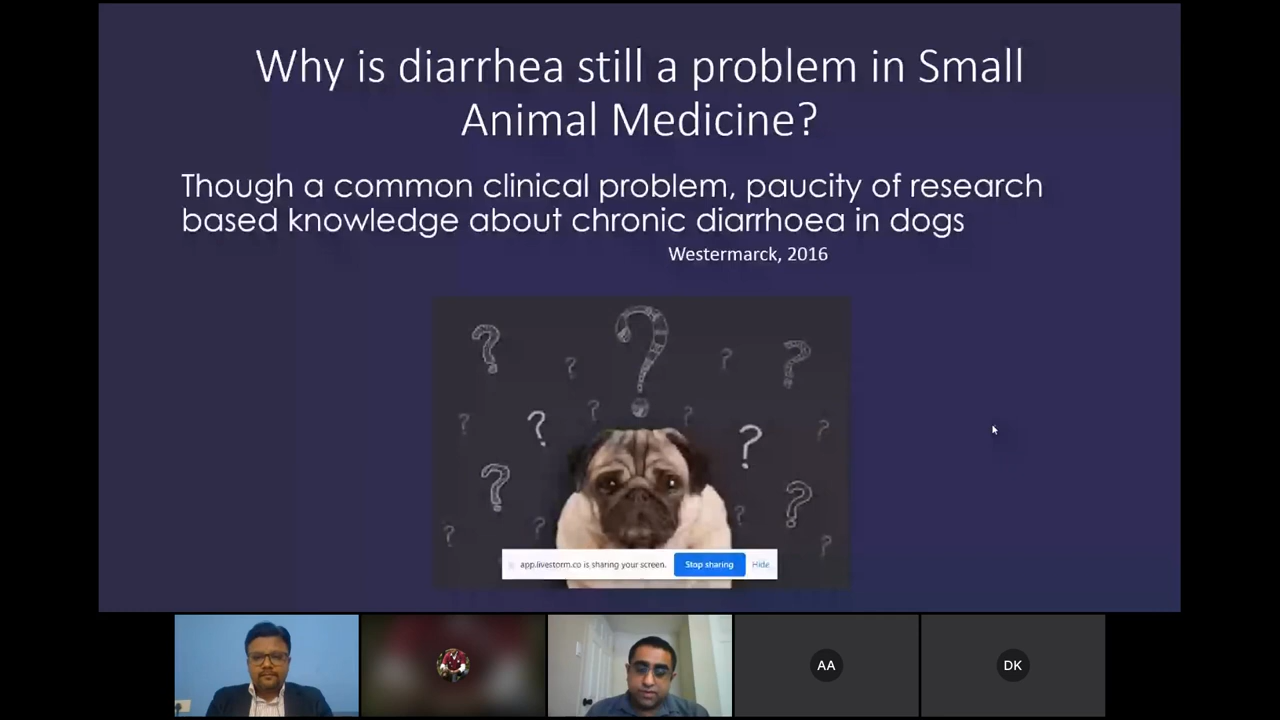 Why is diarrhea still a problem in Small
Animal Medicine?
Though a common clinical problem, paucity of research
based knowledge about chronic diarrhoea in dogs
Westermarck, 2016
? ? ? ? ?
? ? ? ? ?
? ? ?
? ? ? ?
app.livestorm.co is sharing your screen. Stop sharing Hide
AA DK